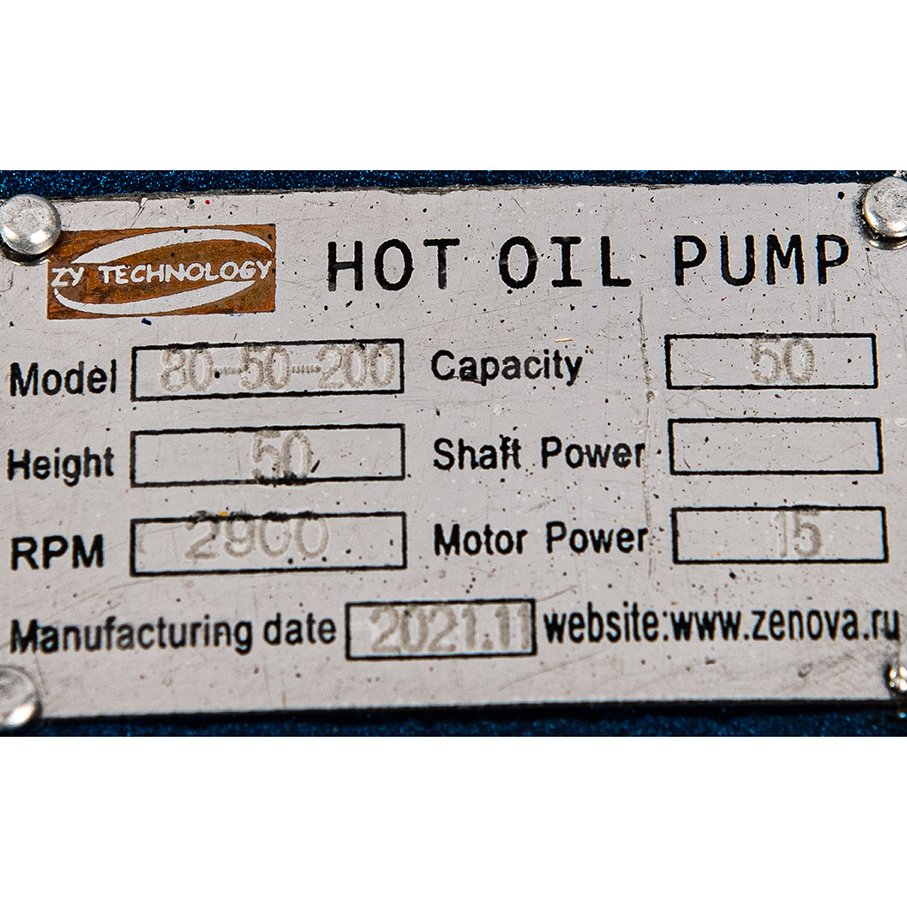 ZY TECHNOLOGY HOT OIL PUMP
Model 80-50-200 Capacity 50
Height 50 Shaft Power
RPM 2900 Motor Power 15
Manufacturing date 2021.11 website:www.zenova.ru